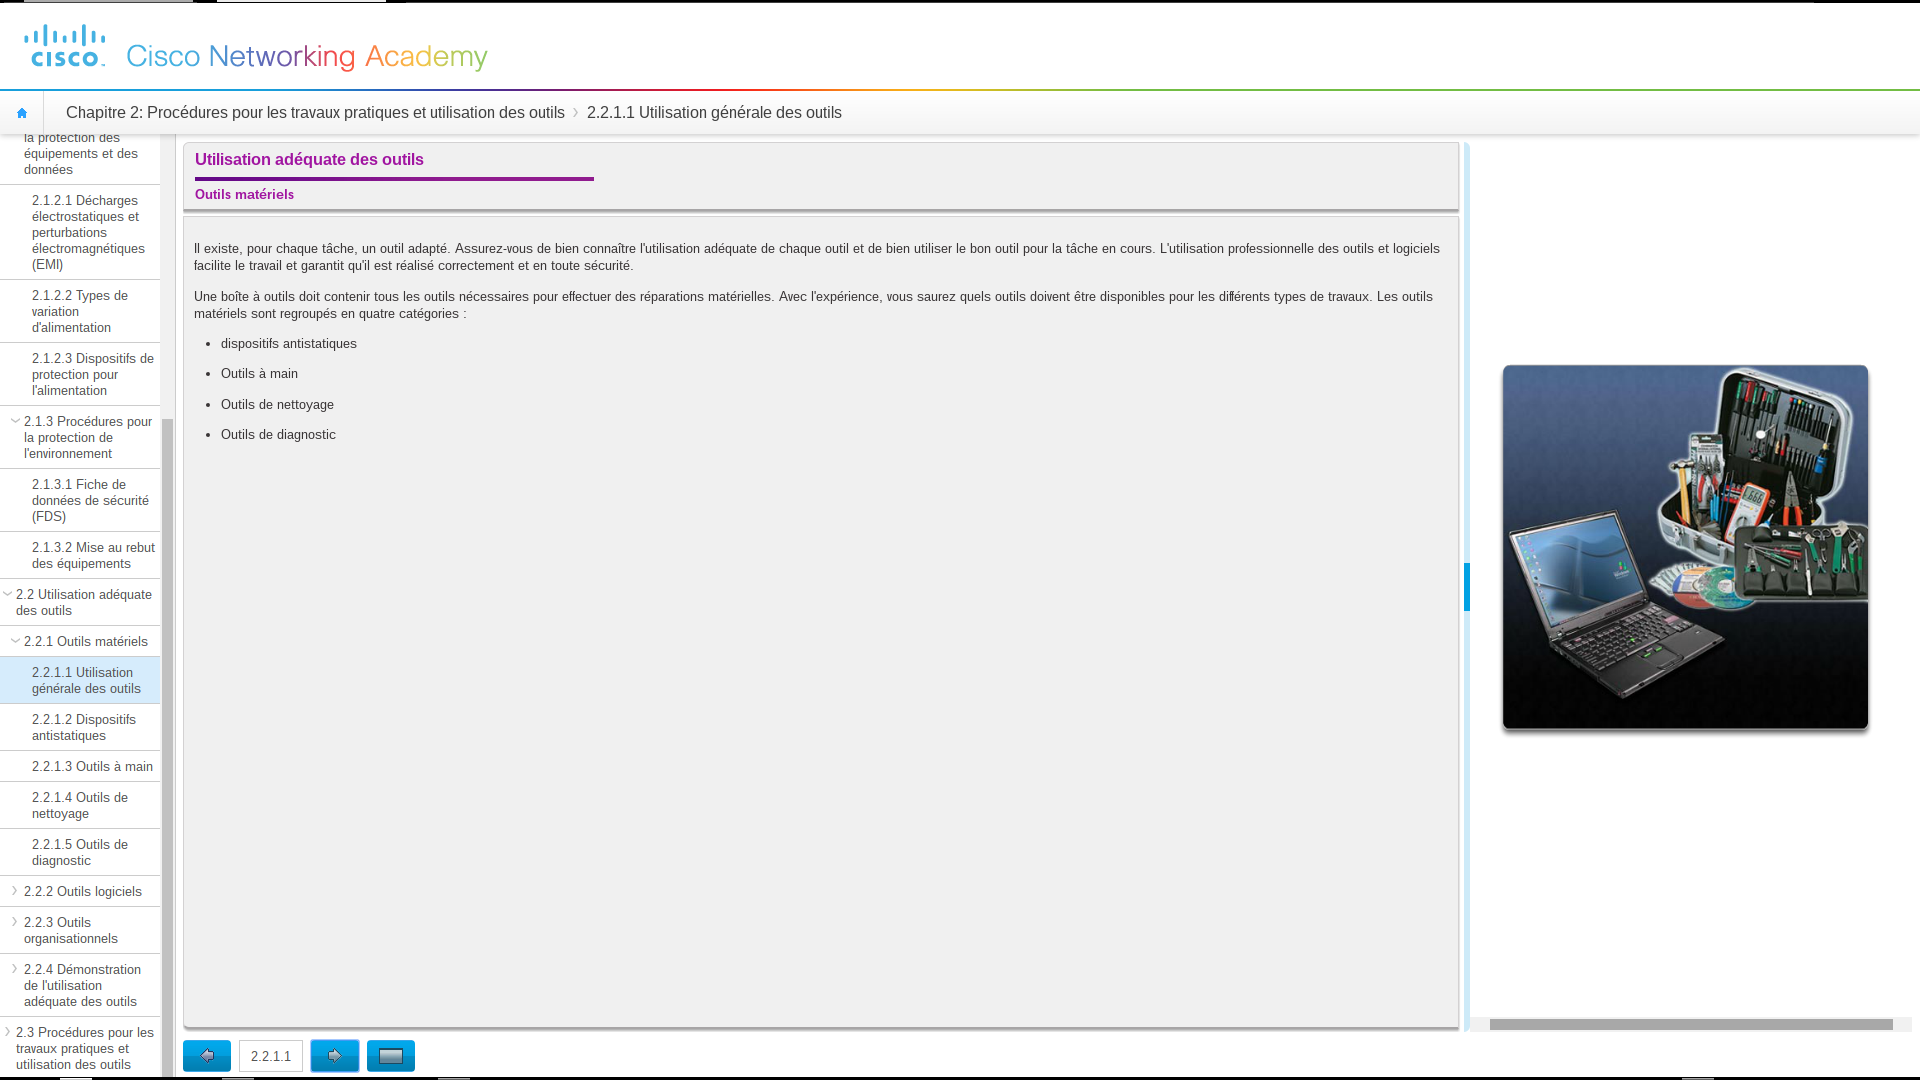 CISCO
Cisco Networking Academy
Chapitre 2: Procédures pour les travaux pratiques et utilisation des outils
2.2.1.1 Utilisation générale des outils
la protection des
équipements et des
données
2.1.2.1 Décharges
électrostatiques et
perturbations
électromagnétiques
(EMI)
2.1.2.2 Types de
variation
d'alimentation
2.1.2.3 Dispositifs de
protection pour
l'alimentation
2.1.3 Procédures pour
la protection de
l'environnement
2.1.3.1 Fiche de
données de sécurité
(FDS)
2.1.3.2 Mise au rebut
des équipements
2.2 Utilisation adéquate
des outils
2.2.1 Outils matériels
2.2.1.1 Utilisation
générale des outils
2.2.1.2 Dispositifs
antistatiques
2.2.1.3 Outils à main
2.2.1.4 Outils de
nettoyage
2.2.1.5 Outils de
diagnostic
2.2.2 Outils logiciels
2.2.3 Outils
organisationnels
2.2.4 Démonstration
de l'utilisation
adéquate des outils
2.3 Procédures pour les
travaux pratiques et
utilisation des outils
Utilisation adéquate des outils
Outils matériels
Il existe, pour chaque tâche, un outil adapté. Assurez-vous de bien connaître l'utilisation adéquate de chaque outil et de bien utiliser le bon outil pour la tâche en cours. L'utilisation professionnelle des outils et logiciels
facilite le travail et garantit qu'il est réalisé correctement et en toute sécurité.
Une boîte à outils doit contenir tous les outils nécessaires pour effectuer des réparations matérielles. Avec l'expérience, vous saurez quels outils doivent être disponibles pour les différents types de travaux. Les outils
matériels sont regroupés en quatre catégories :
• dispositifs antistatiques
• Outils à main
• Outils de nettoyage
• Outils de diagnostic
2.2.1.1